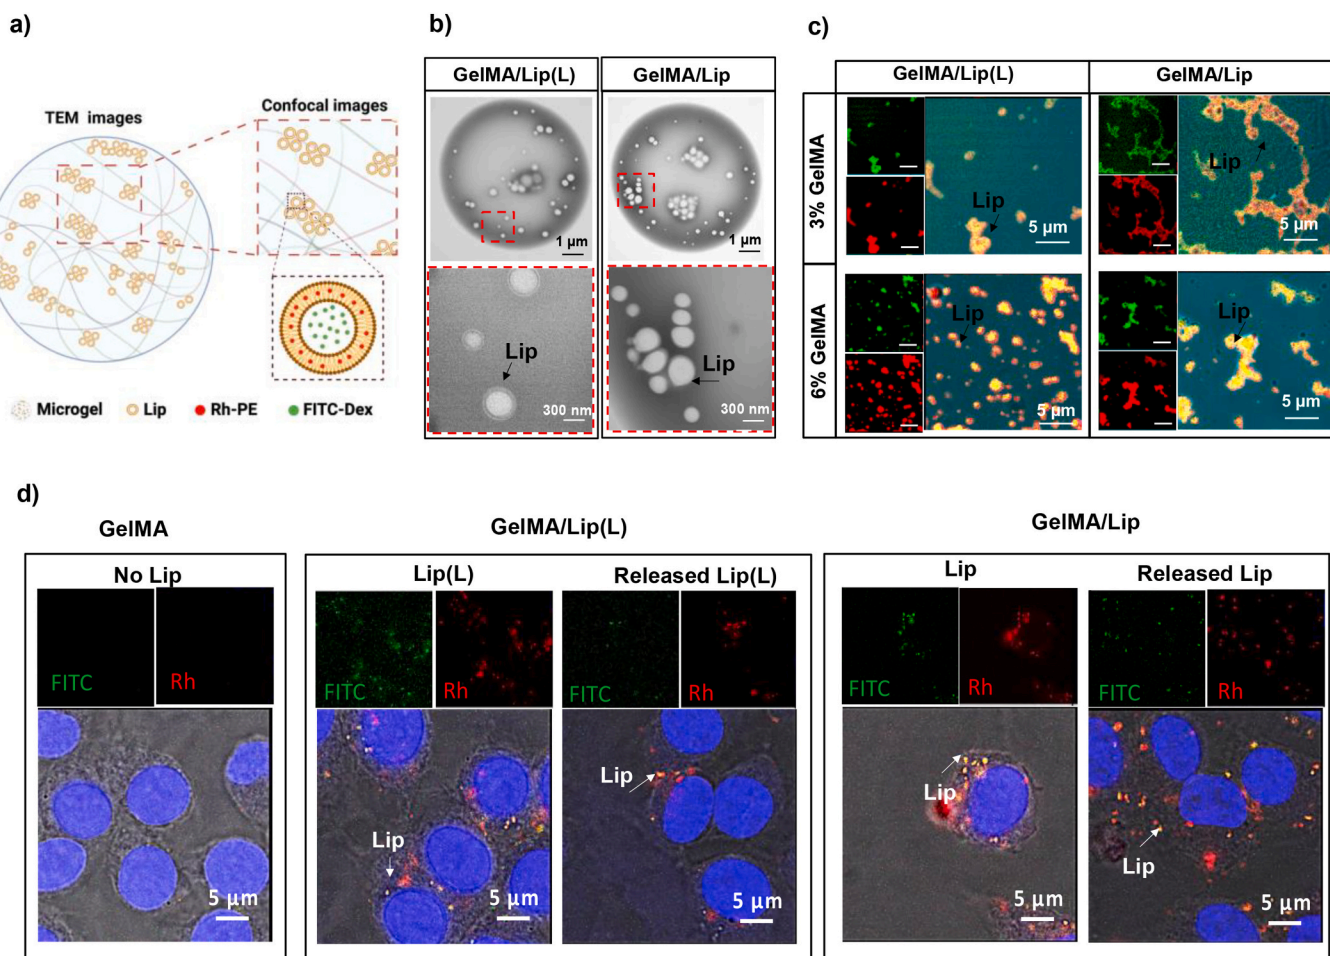 a)
TEM images
Confocal images
Microgel
Lip
Rh-PE
FITC-Dex
b)
GelMA/Lip(L)
GelMA/Lip
1 µm
1 µm
Lip
300 nm
Lip
300 nm
c)
GelMA/Lip(L)
GelMA/Lip
3% GelMA
Lip
5 µm
Lip
5 µm
6% GelMA
Lip
5 µm
Lip
5 µm
d)
GelMA
GelMA/Lip(L)
GelMA/Lip
No Lip
Lip(L)
Released Lip(L)
Lip
Released Lip
FITC
Rh
FITC
Rh
FITC
Rh
FITC
Rh
FITC
Rh
5 µm
Lip
5 µm
Lip
5 µm
Lip
5 µm
Lip
5 µm